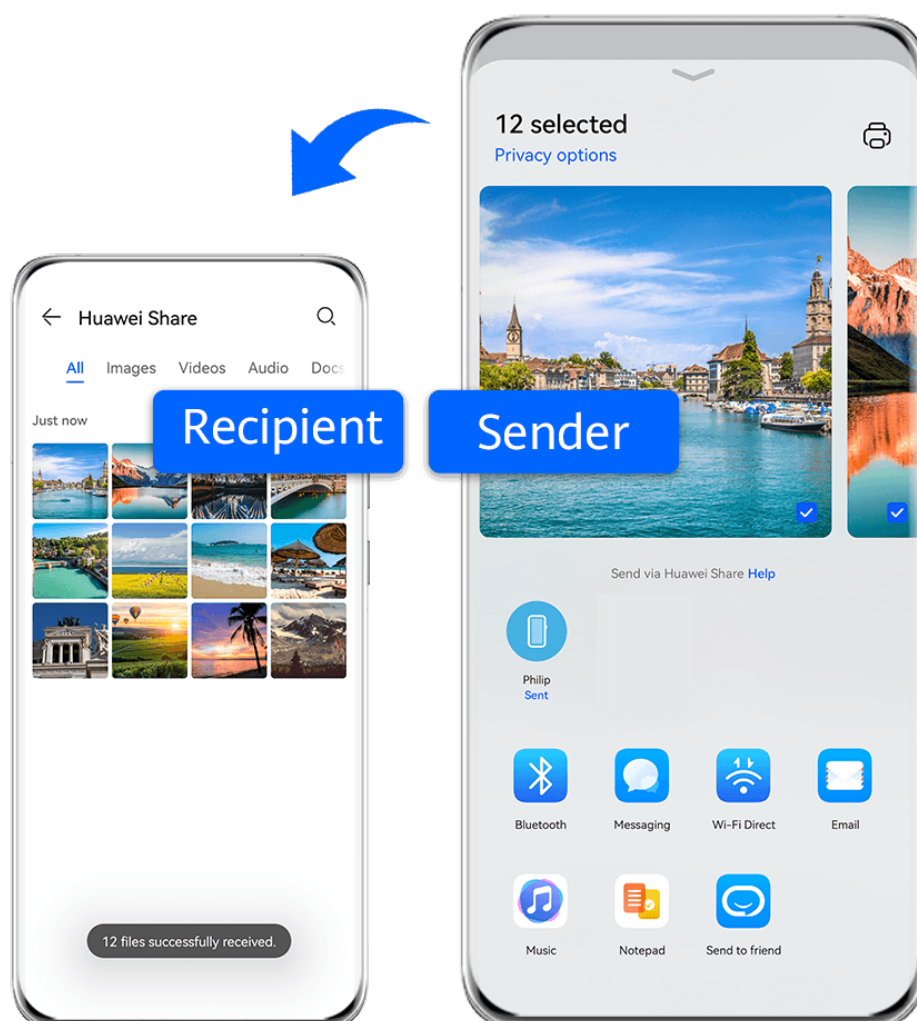 12 selected
Privacy options
Huawei Share
All Images Videos Audio Docs
Just now
Recipient
Sender
Send via Huawei Share Help
Philip
Sent
Bluetooth Messaging Wi-Fi Direct Email
Music Notepad Send to friend
12 files successfully received.